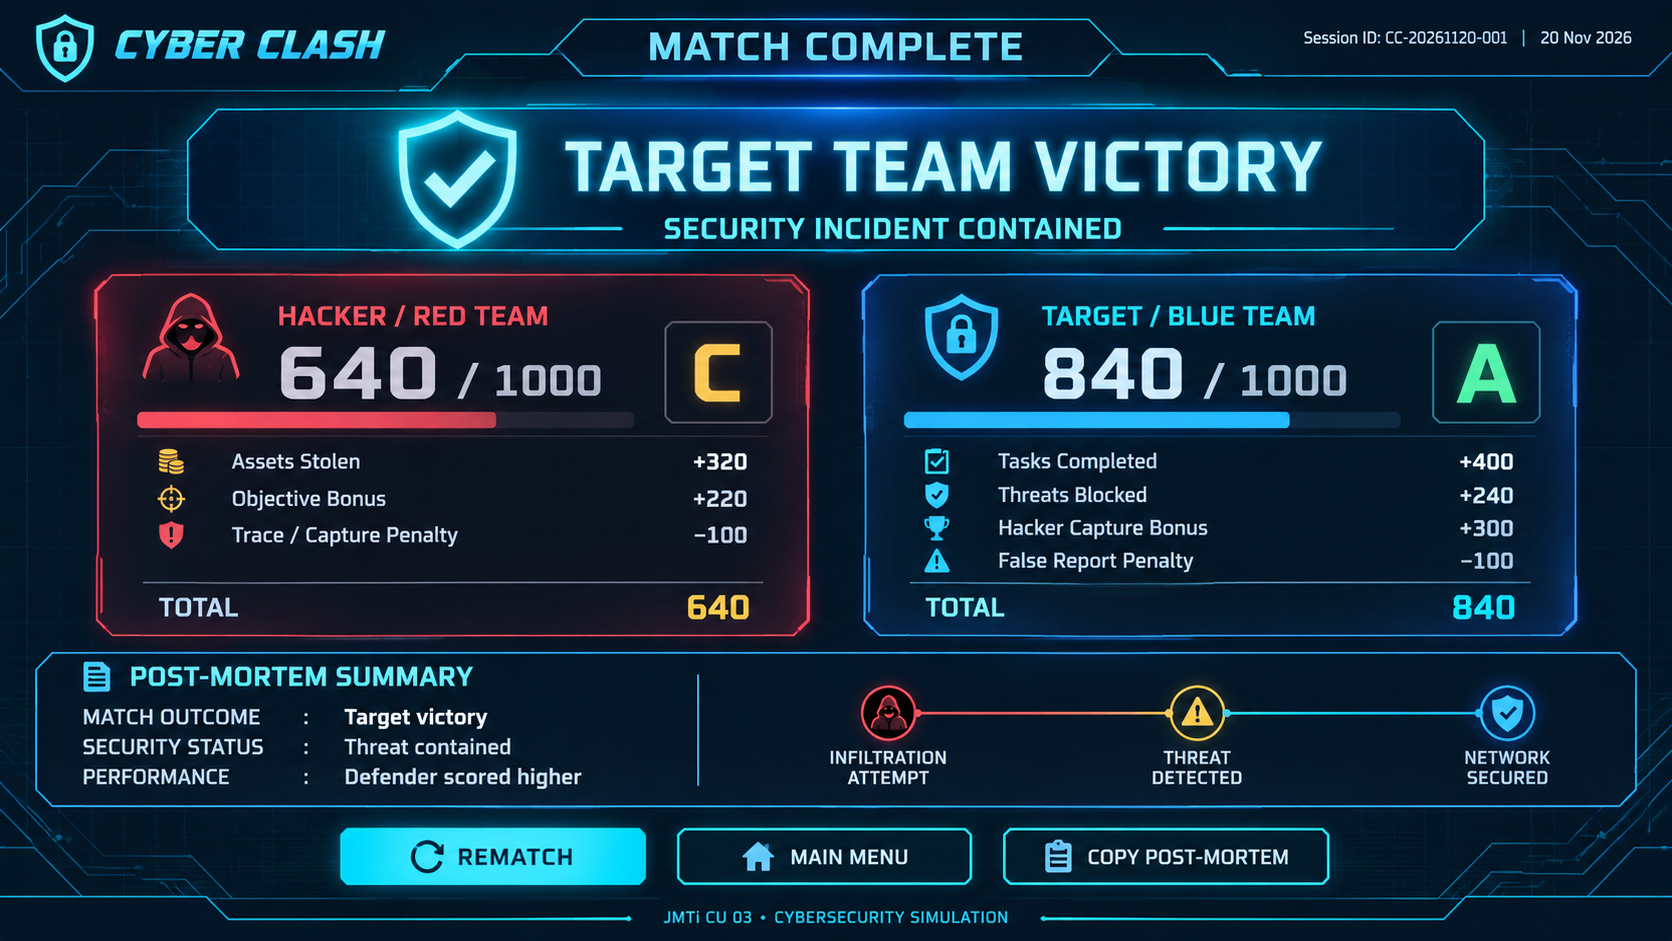 CYBER CLASH
MATCH COMPLETE
Session ID: CC-20261120-001 | 20 Nov 2026
TARGET TEAM VICTORY
SECURITY INCIDENT CONTAINED
HACKER / RED TEAM
640 / 1000
C
Assets Stolen +320
Objective Bonus +220
Trace / Capture Penalty −100
TOTAL 640
TARGET / BLUE TEAM
840 / 1000
A
Tasks Completed +400
Threats Blocked +240
Hacker Capture Bonus +300
False Report Penalty −100
TOTAL 840
POST-MORTEM SUMMARY
MATCH OUTCOME : Target victory
SECURITY STATUS : Threat contained
PERFORMANCE : Defender scored higher
INFILTRATION
ATTEMPT
THREAT
DETECTED
NETWORK
SECURED
REMATCH
MAIN MENU
COPY POST-MORTEM
JMTi CU 03 • CYBERSECURITY SIMULATION